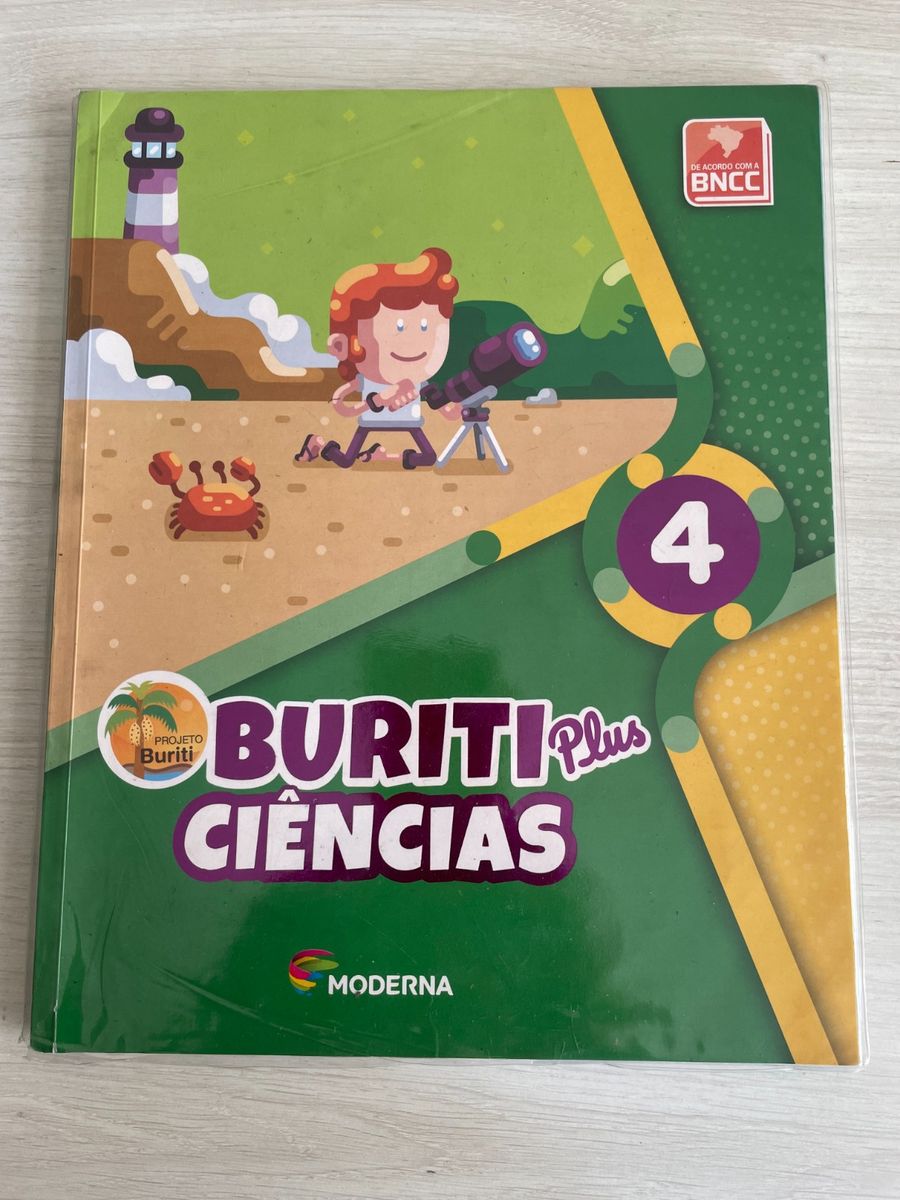 DE ACORDO COM A
BNCC
4
PROJETO
Buriti
BURITI Plus
CIÊNCIAS
MODERNA